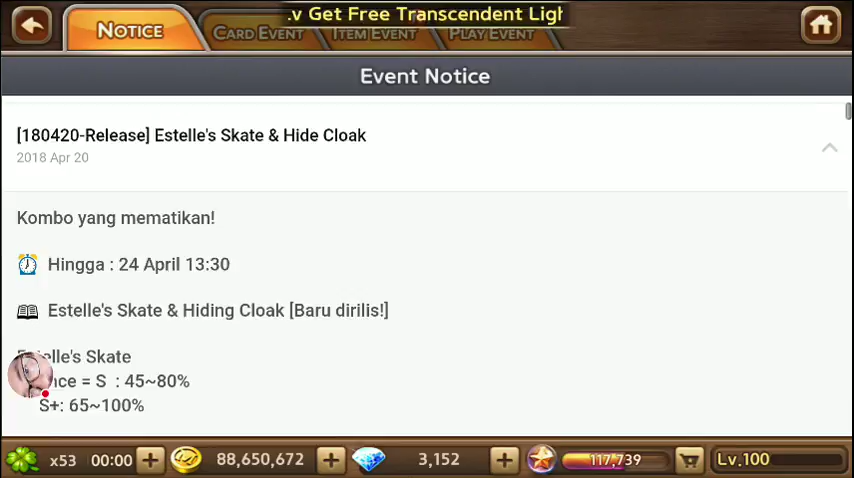 .v Get Free Transcendent Ligh
NOTICE
CARD EVENT
ITEM EVENT
PLAY EVENT
Event Notice
[180420-Release] Estelle's Skate & Hide Cloak
2018 Apr 20
Kombo yang mematikan!
Hingga : 24 April 13:30
Estelle's Skate & Hiding Cloak [Baru dirilis!]
Estelle's Skate
nce = S : 45~80%
S+: 65~100%
x53 00:00 88,650,672 3,152 117,739 Lv.100